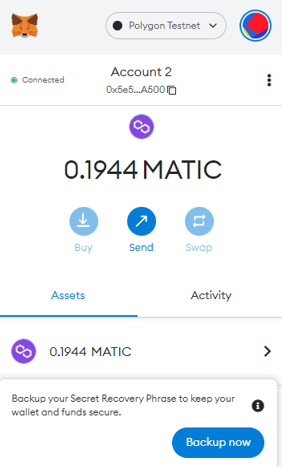 Polygon Testnet
Connected
Account 2
0x5e5...A500
0.1944 MATIC
Buy
Send
Swap
Assets
Activity
0.1944 MATIC
Backup your Secret Recovery Phrase to keep your
wallet and funds secure.
Backup now